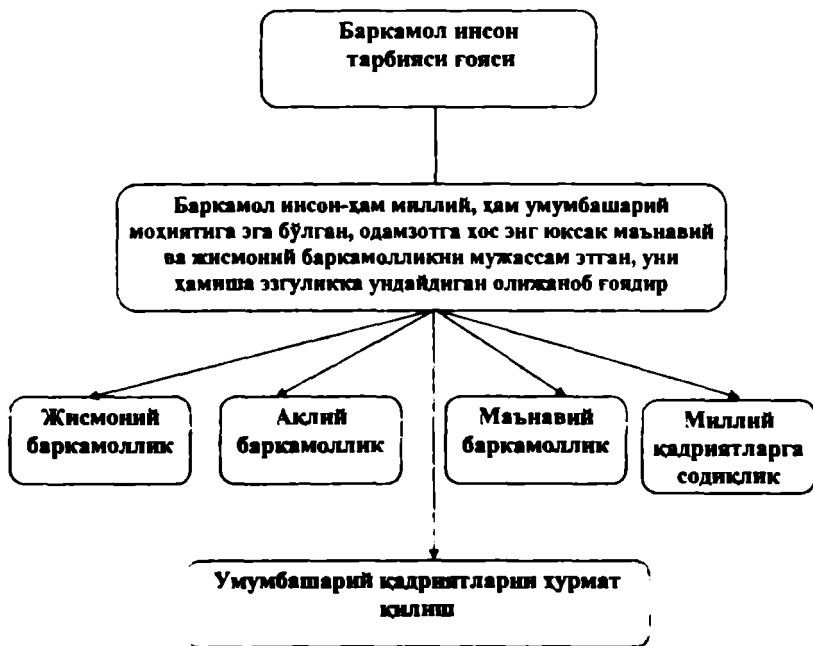 Баркамол инсон
тарбияси ғояси
Баркамол инсон-ҳам миллий, ҳам умумбашарий
моҳиятига эга бўлган, одамзотга хос энг юксак маънавий
ва жисмоний баркамолликни мужассам этган, уни
ҳамиша эзгуликка ундайдиган олижаноб ғоядир
Жисмоний
баркамоллик
Ақлий
баркамоллик
Маънавий
баркамоллик
Миллий
қадриятларга
содиқлик
Умумбашарий қадриятларни ҳурмат
қилиш